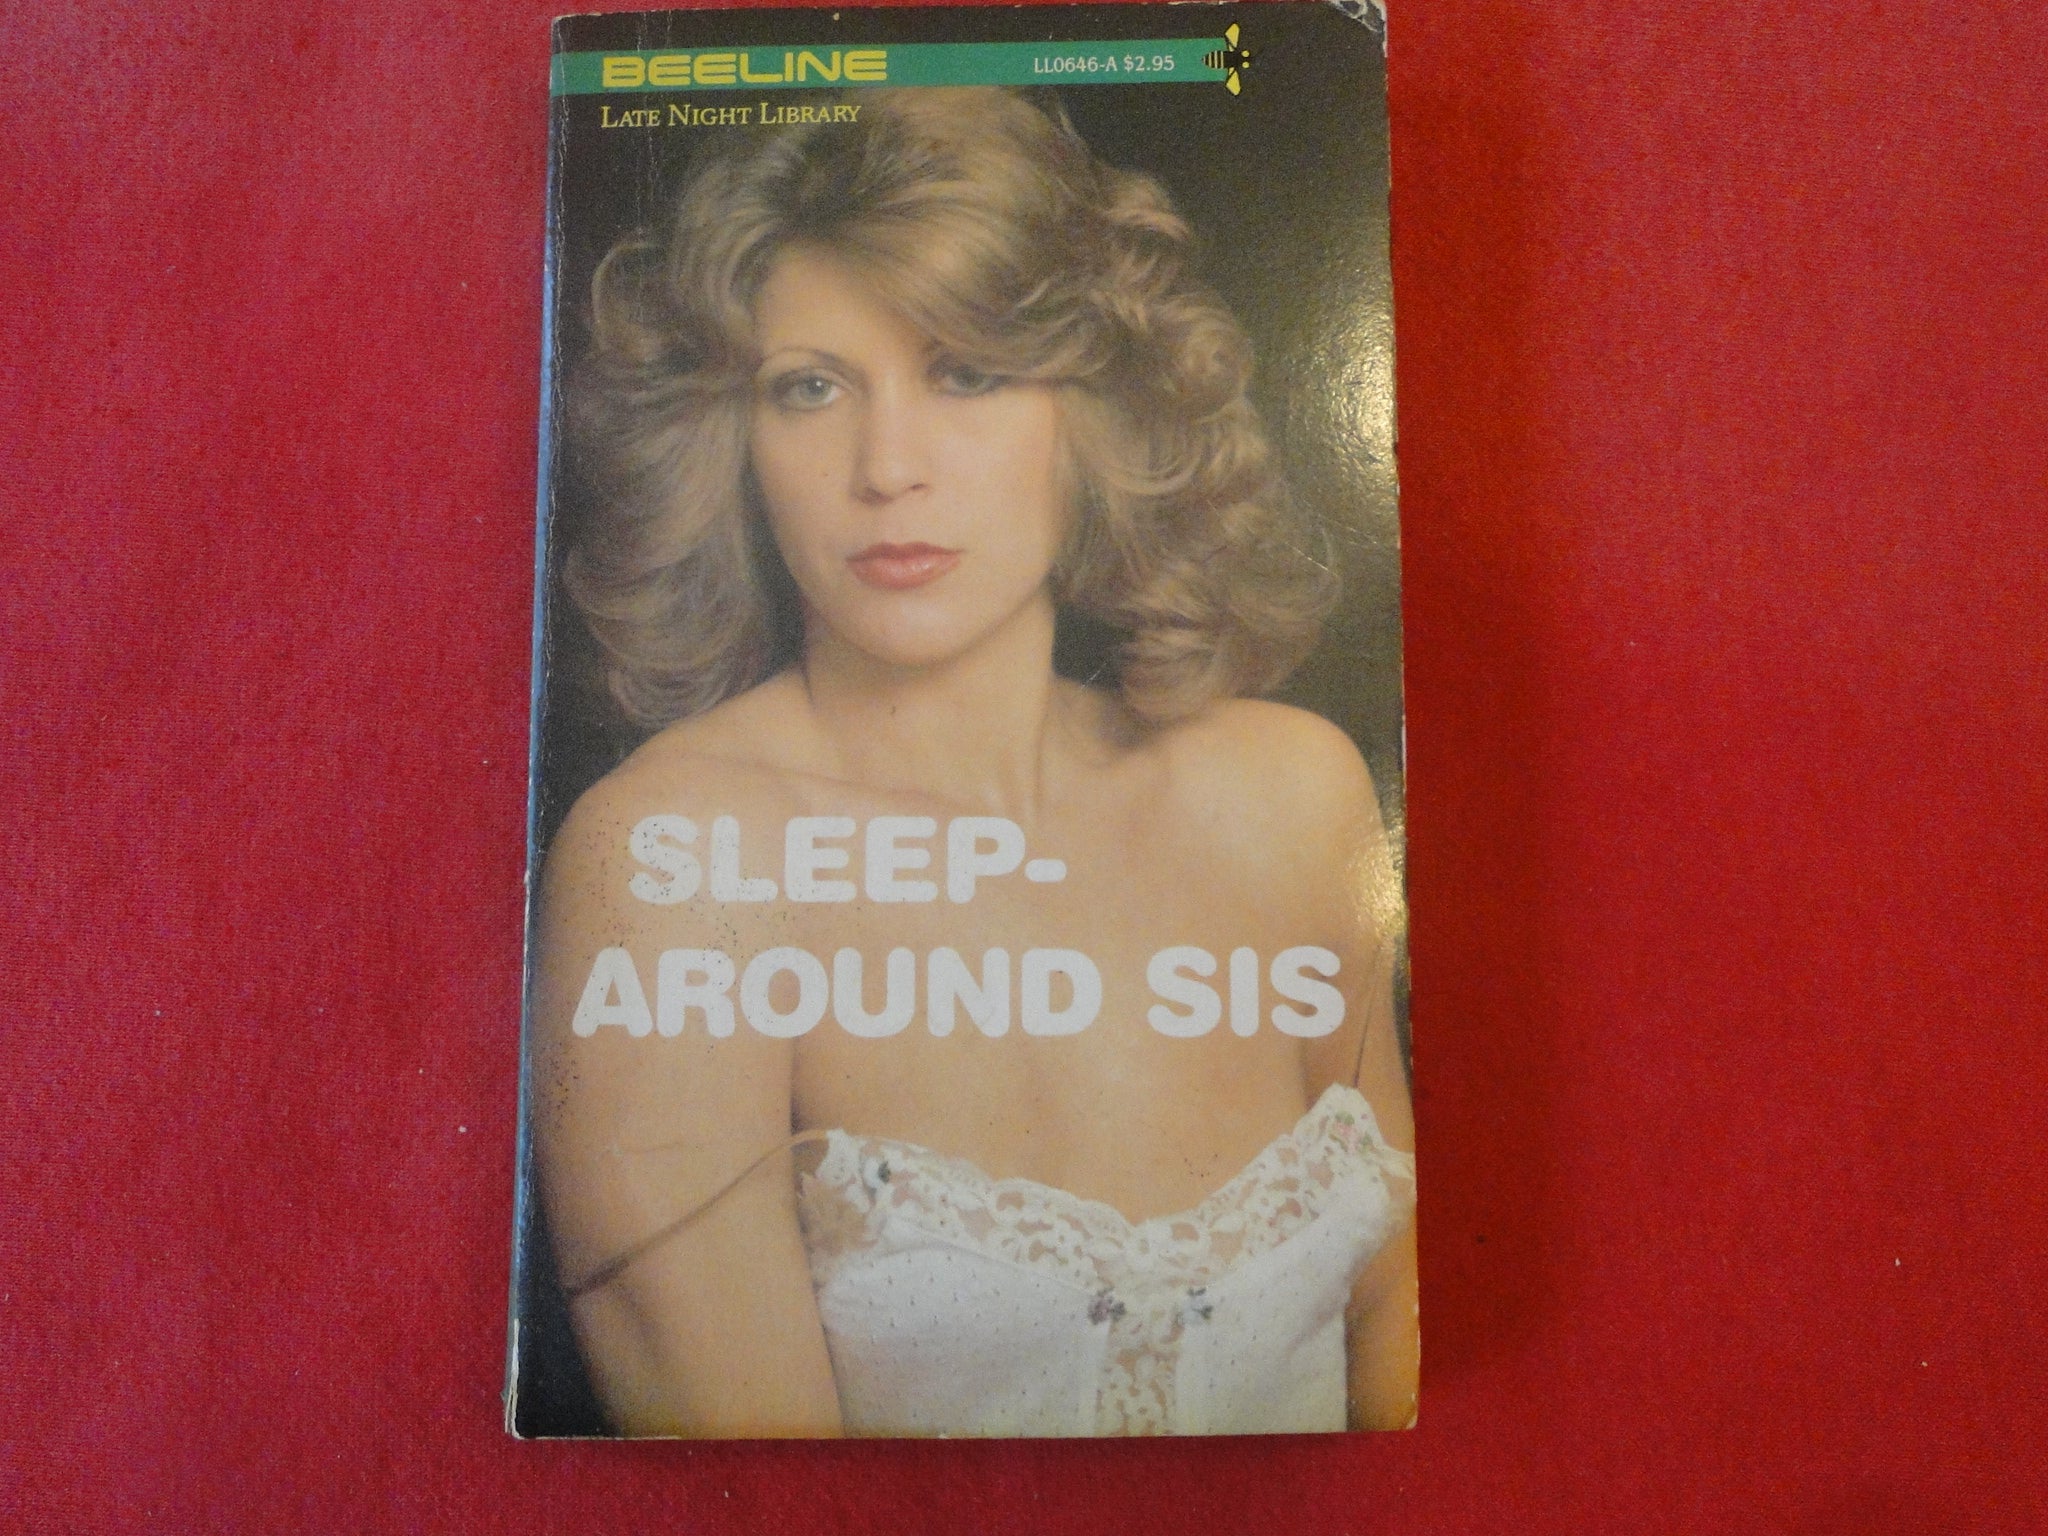 BEELINE
LL0646-A $2.95
LATE NIGHT LIBRARY
SLEEP-
AROUND SIS